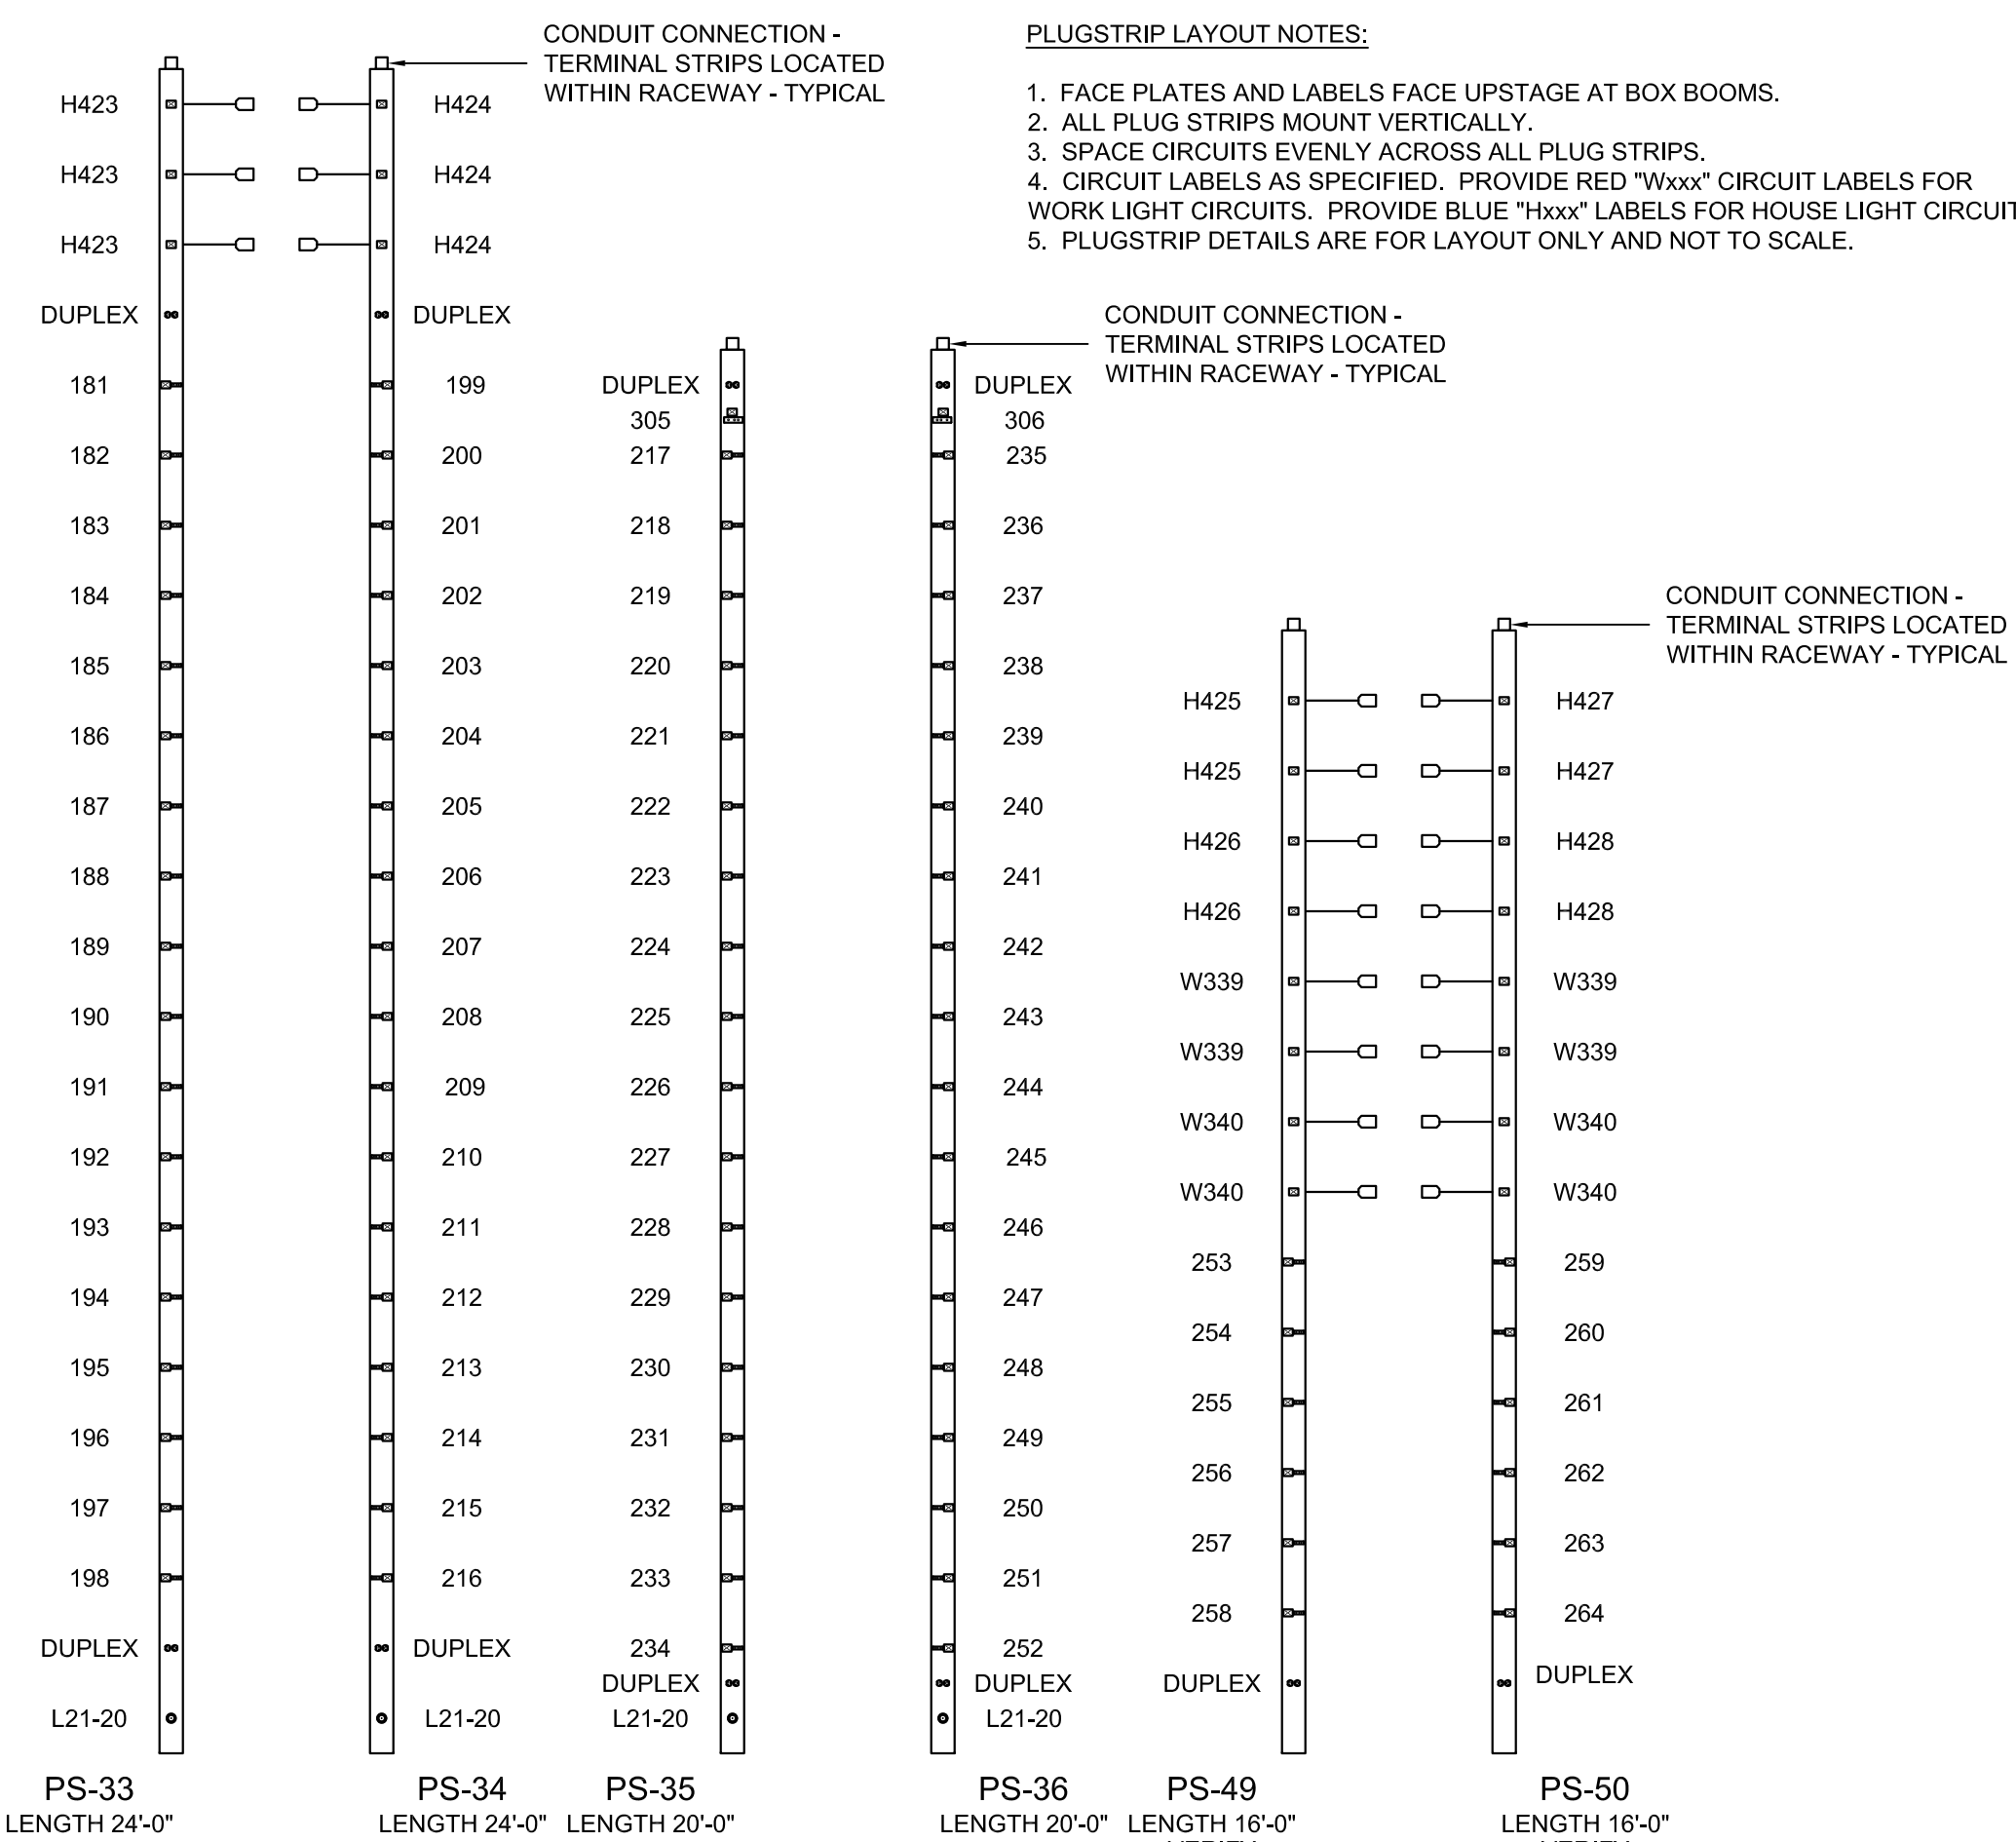 CONDUIT CONNECTION -
TERMINAL STRIPS LOCATED
WITHIN RACEWAY - TYPICAL
PLUGSTRIP LAYOUT NOTES:
1. FACE PLATES AND LABELS FACE UPSTAGE AT BOX BOOMS.
2. ALL PLUG STRIPS MOUNT VERTICALLY.
3. SPACE CIRCUITS EVENLY ACROSS ALL PLUG STRIPS.
4. CIRCUIT LABELS AS SPECIFIED. PROVIDE RED "Wxxx" CIRCUIT LABELS FOR
WORK LIGHT CIRCUITS. PROVIDE BLUE "Hxxx" LABELS FOR HOUSE LIGHT CIRCUIT
5. PLUGSTRIP DETAILS ARE FOR LAYOUT ONLY AND NOT TO SCALE.
H423
H423
H423
DUPLEX
181
182
183
184
185
186
187
188
189
190
191
192
193
194
195
196
197
198
DUPLEX
L21-20
PS-33
LENGTH 24'-0"
H424
H424
H424
DUPLEX
199
200
201
202
203
204
205
206
207
208
209
210
211
212
213
214
215
216
DUPLEX
L21-20
PS-34
LENGTH 24'-0"
DUPLEX
305
217
218
219
220
221
222
223
224
225
226
227
228
229
230
231
232
233
234
DUPLEX
L21-20
PS-35
LENGTH 20'-0"
CONDUIT CONNECTION -
TERMINAL STRIPS LOCATED
WITHIN RACEWAY - TYPICAL
DUPLEX
306
235
236
237
238
239
240
241
242
243
244
245
246
247
248
249
250
251
252
DUPLEX
L21-20
PS-36
LENGTH 20'-0"
H425
H425
H426
H426
W339
W339
W340
W340
253
254
255
256
257
258
DUPLEX
PS-49
LENGTH 16'-0"
CONDUIT CONNECTION -
TERMINAL STRIPS LOCATED
WITHIN RACEWAY - TYPICAL
H427
H427
H428
H428
W339
W339
W340
W340
259
260
261
262
263
264
DUPLEX
PS-50
LENGTH 16'-0"